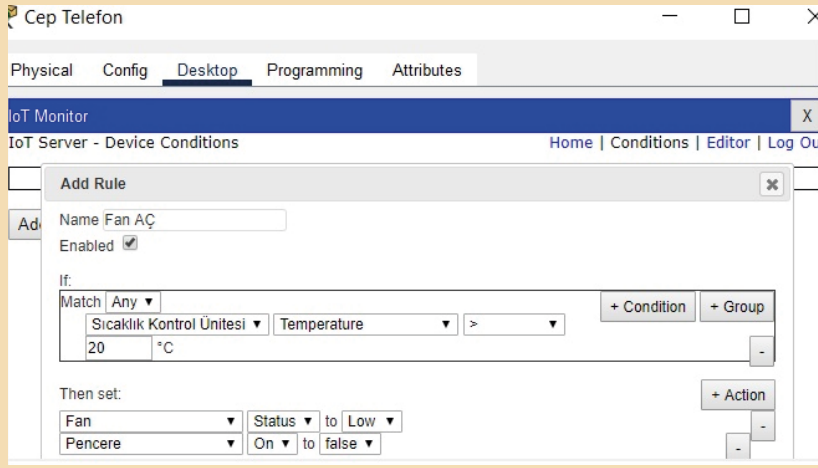 Cep Telefon
Physical Config Desktop Programming Attributes
IoT Monitor X
IoT Server - Device Conditions Home | Conditions | Editor | Log Ou
Add Rule
Name Fan AÇ
Enabled
If:
Match Any + Condition + Group
Sıcaklık Kontrol Ünitesi Temperature >
20 °C -
Then set: + Action
Fan Status to Low -
Pencere On to false -